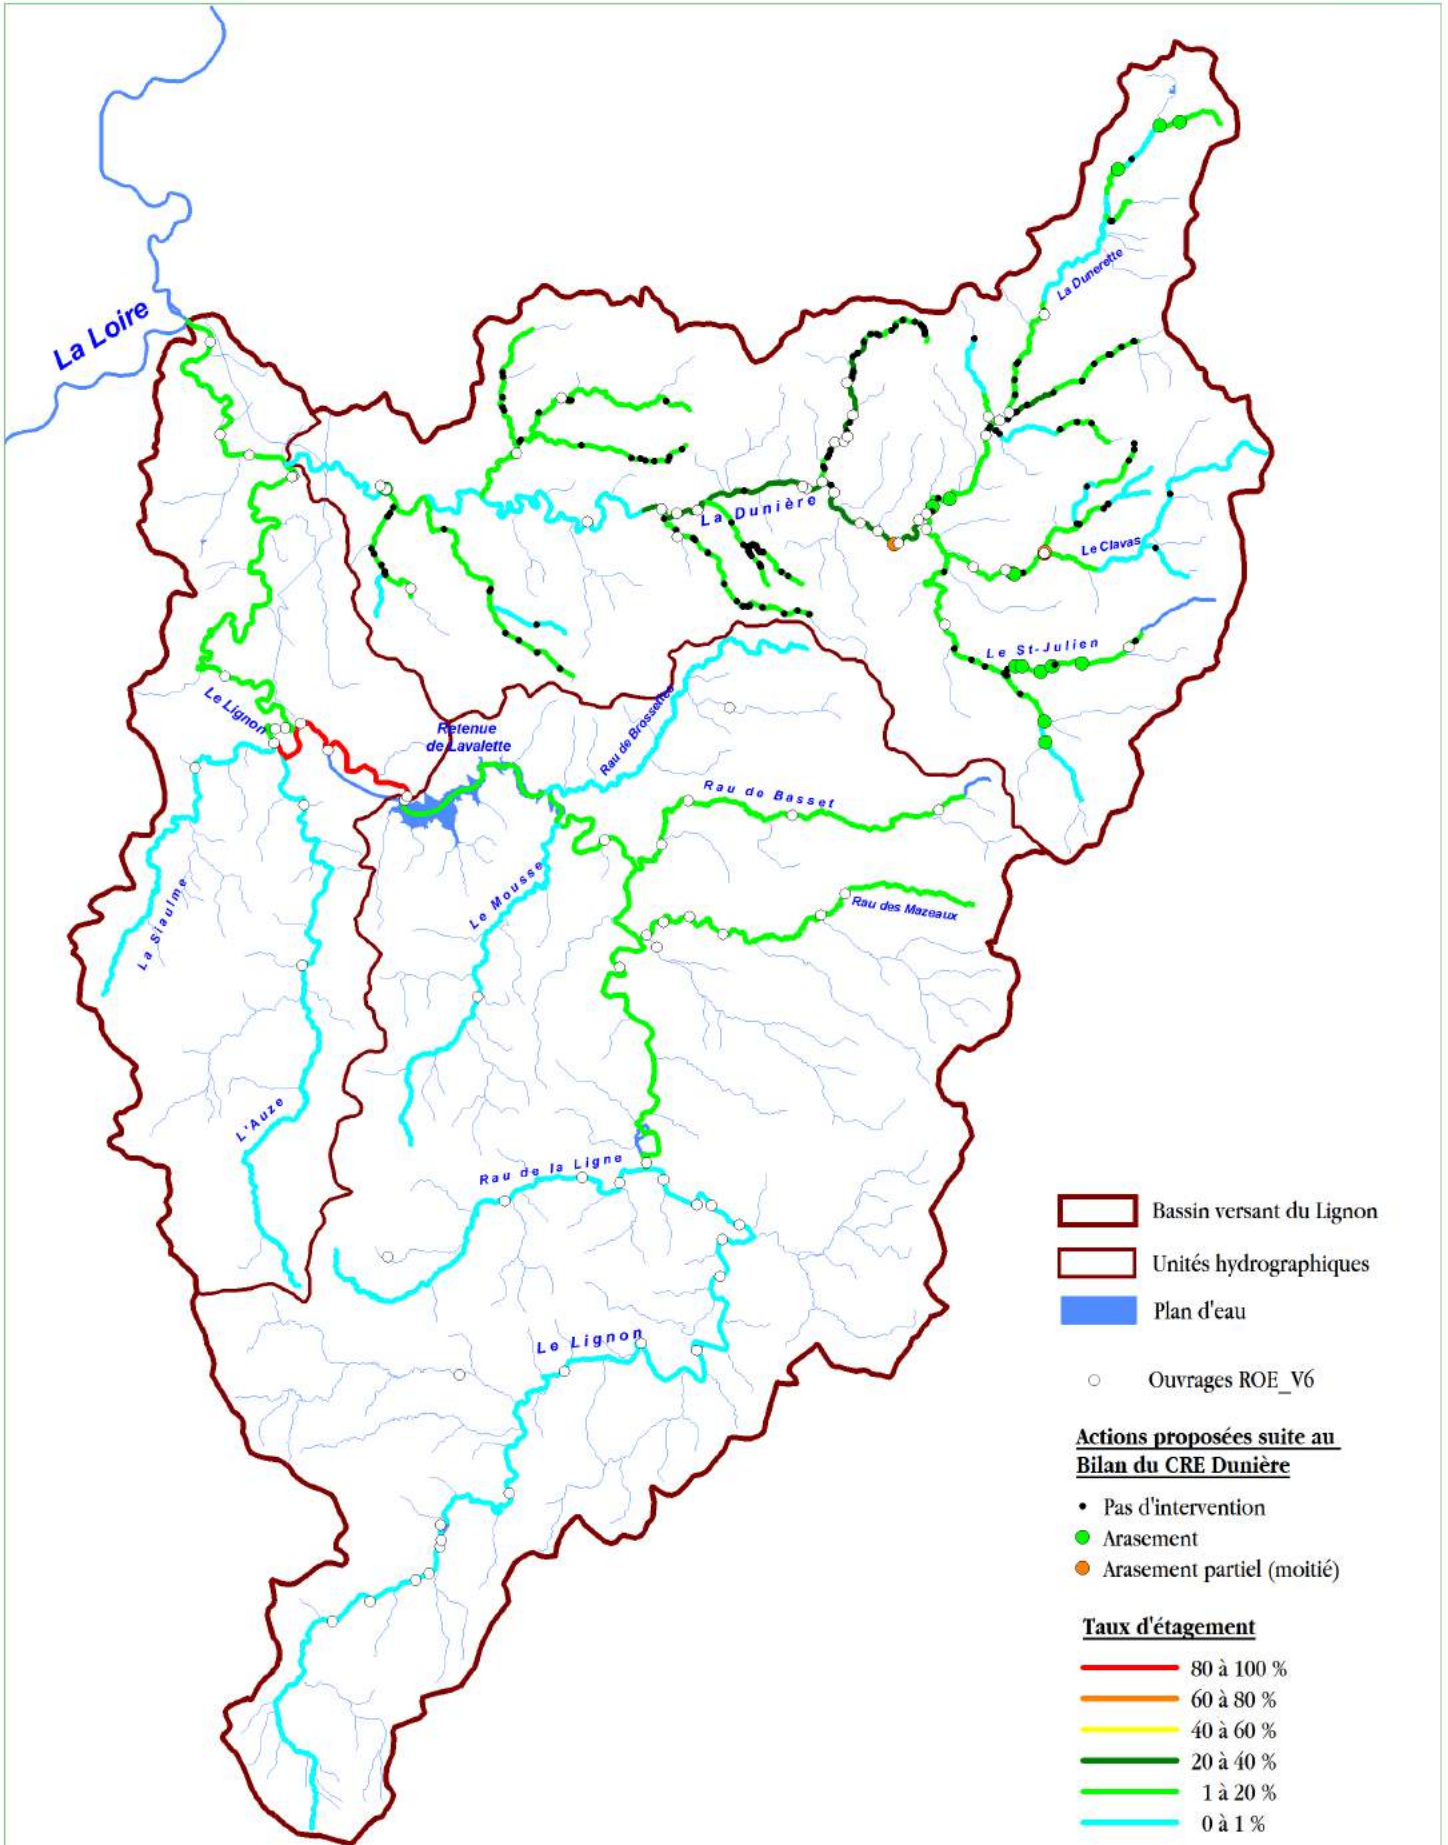 La Loire
La Dunerette
La Dunière
Le Clavas
Le St-Julien
Le Lignon
Retenue
de Lavalette
Rau de Brossettes
Rau de Basset
Rau des Mazeaux
Le Mousse
La Siaulme
L'Auze
Rau de la Ligne
Le Lignon
Bassin versant du Lignon
Unités hydrographiques
Plan d'eau
Ouvrages ROE_V6
Actions proposées suite au
Bilan du CRE Dunière
Pas d'intervention
Arasement
Arasement partiel (moitié)
Taux d'étagement
80 à 100 %
60 à 80 %
40 à 60 %
20 à 40 %
1 à 20 %
0 à 1 %